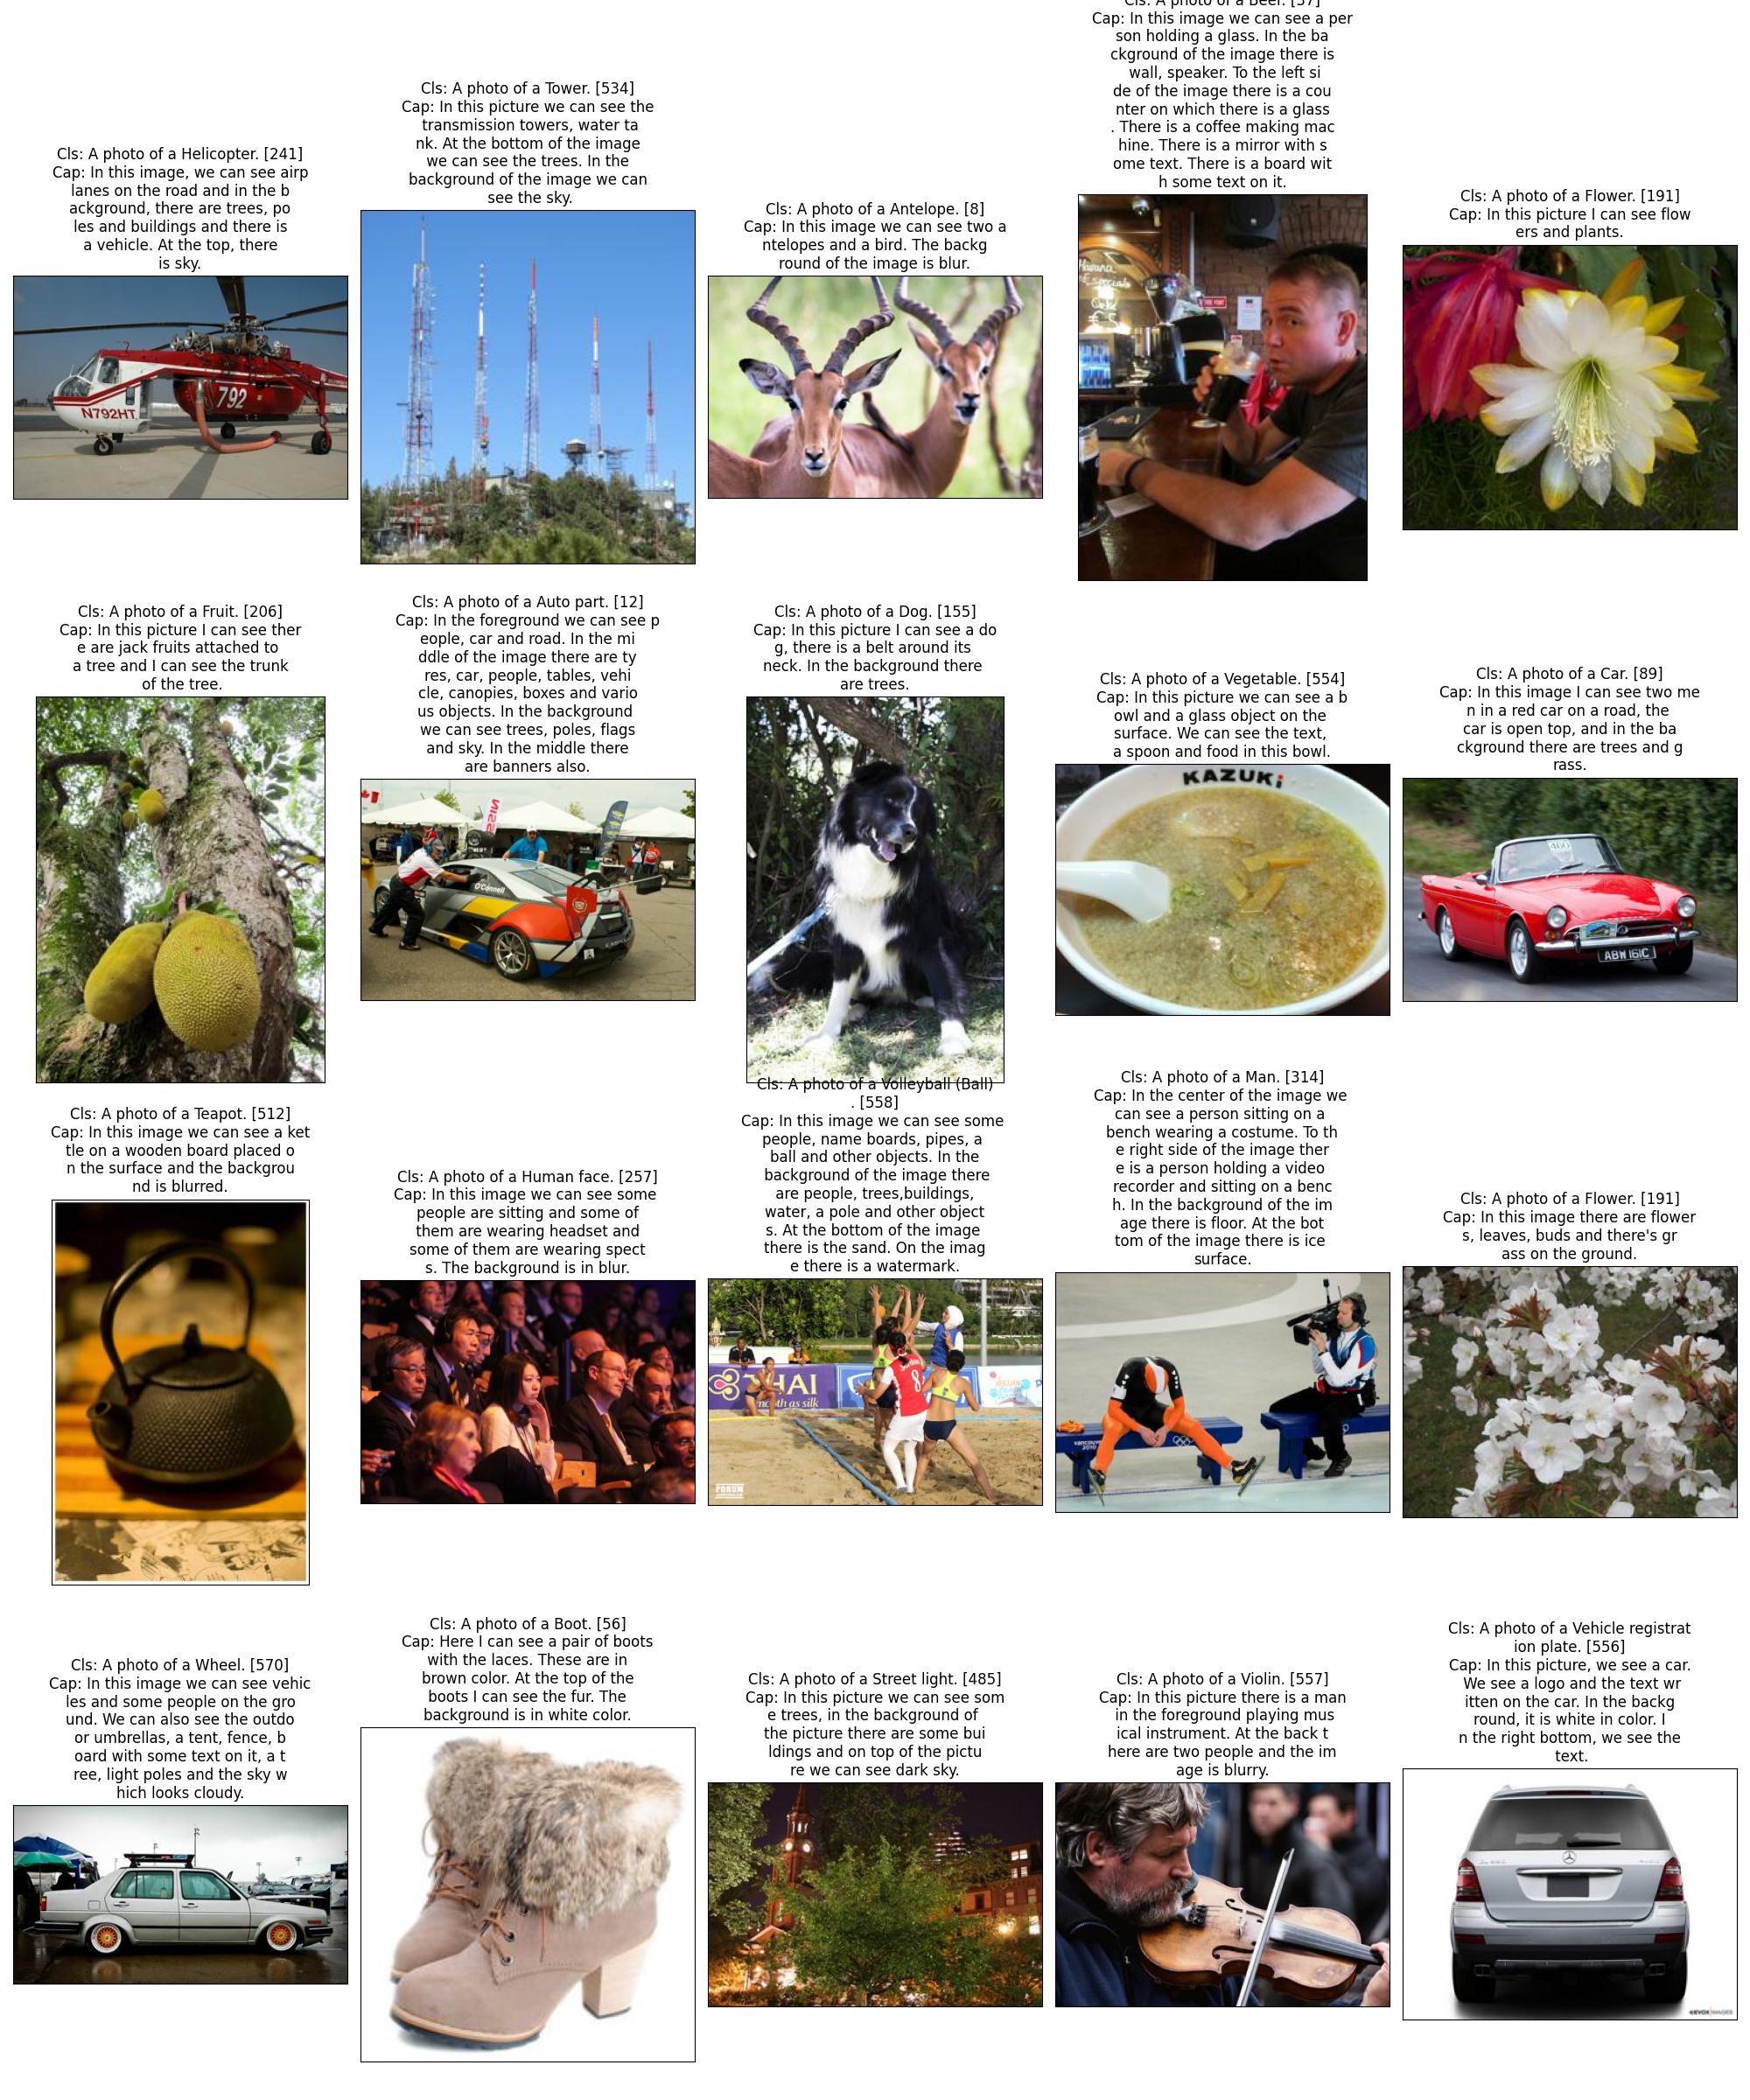 Cls: A photo of a Helicopter. [241]
Cap: In this image, we can see airp
lanes on the road and in the b
ackground, there are trees, po
les and buildings and there is
a vehicle. At the top, there
is sky.
792
N792HT
Cls: A photo of a Tower. [534]
Cap: In this picture we can see the
transmission towers, water ta
nk. At the bottom of the image
we can see the trees. In the
background of the image we can
see the sky.
Cls: A photo of a Antelope. [8]
Cap: In this image we can see two a
ntelopes and a bird. The backg
round of the image is blur.
Cls: A photo of a Beer. [37]
Cap: In this image we can see a per
son holding a glass. In the ba
ckground of the image there is
wall, speaker. To the left si
de of the image there is a cou
nter on which there is a glass
. There is a coffee making mac
hine. There is a mirror with s
ome text. There is a board wit
h some text on it.
Havana
Especials
Cls: A photo of a Flower. [191]
Cap: In this picture I can see flow
ers and plants.
Cls: A photo of a Fruit. [206]
Cap: In this picture I can see ther
e are jack fruits attached to
a tree and I can see the trunk
of the tree.
Cls: A photo of a Auto part. [12]
Cap: In the foreground we can see p
eople, car and road. In the mi
ddle of the image there are ty
res, car, people, tables, vehi
cle, canopies, boxes and vario
us objects. In the background
we can see trees, poles, flags
and sky. In the middle there
are banners also.
NISS
O'Connell
Cls: A photo of a Dog. [155]
Cap: In this picture I can see a do
g, there is a belt around its
neck. In the background there
are trees.
Cls: A photo of a Vegetable. [554]
Cap: In this picture we can see a b
owl and a glass object on the
surface. We can see the text,
a spoon and food in this bowl.
KAZUKi
Cls: A photo of a Car. [89]
Cap: In this image I can see two me
n in a red car on a road, the
car is open top, and in the ba
ckground there are trees and g
rass.
460
ABW 161C
Cls: A photo of a Teapot. [512]
Cap: In this image we can see a ket
tle on a wooden board placed o
n the surface and the backgrou
nd is blurred.
Cls: A photo of a Human face. [257]
Cap: In this image we can see some
people are sitting and some of
them are wearing headset and
some of them are wearing spect
s. The background is in blur.
Cls: A photo of a Volleyball (Ball)
. [558]
Cap: In this image we can see some
people, name boards, pipes, a
ball and other objects. In the
background of the image there
are people, trees,buildings,
water, a pole and other object
s. At the bottom of the image
there is the sand. On the imag
e there is a watermark.
THAI
smooth as silk
8
FORUM
Cls: A photo of a Man. [314]
Cap: In the center of the image we
can see a person sitting on a
bench wearing a costume. To th
e right side of the image ther
e is a person holding a video
recorder and sitting on a benc
h. In the background of the im
age there is floor. At the bot
tom of the image there is ice
surface.
vancouver
2010
Cls: A photo of a Flower. [191]
Cap: In this image there are flower
s, leaves, buds and there's gr
ass on the ground.
Cls: A photo of a Wheel. [570]
Cap: In this image we can see vehic
les and some people on the gro
und. We can also see the outdo
or umbrellas, a tent, fence, b
oard with some text on it, a t
ree, light poles and the sky w
hich looks cloudy.
Cls: A photo of a Boot. [56]
Cap: Here I can see a pair of boots
with the laces. These are in
brown color. At the top of the
boots I can see the fur. The
background is in white color.
Cls: A photo of a Street light. [485]
Cap: In this picture we can see som
e trees, in the background of
the picture there are some bui
ldings and on top of the pictu
re we can see dark sky.
Cls: A photo of a Violin. [557]
Cap: In this picture there is a man
in the foreground playing mus
ical instrument. At the back t
here are two people and the im
age is blurry.
Cls: A photo of a Vehicle registrat
ion plate. [556]
Cap: In this picture, we see a car.
We see a logo and the text wr
itten on the car. In the backg
round, it is white in color. I
n the right bottom, we see the
text.
©EVOX IMAGES